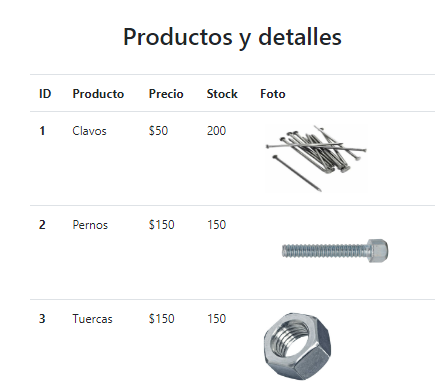 Productos y detalles
ID Producto Precio Stock Foto
1 Clavos $50 200
2 Pernos $150 150
3 Tuercas $150 150